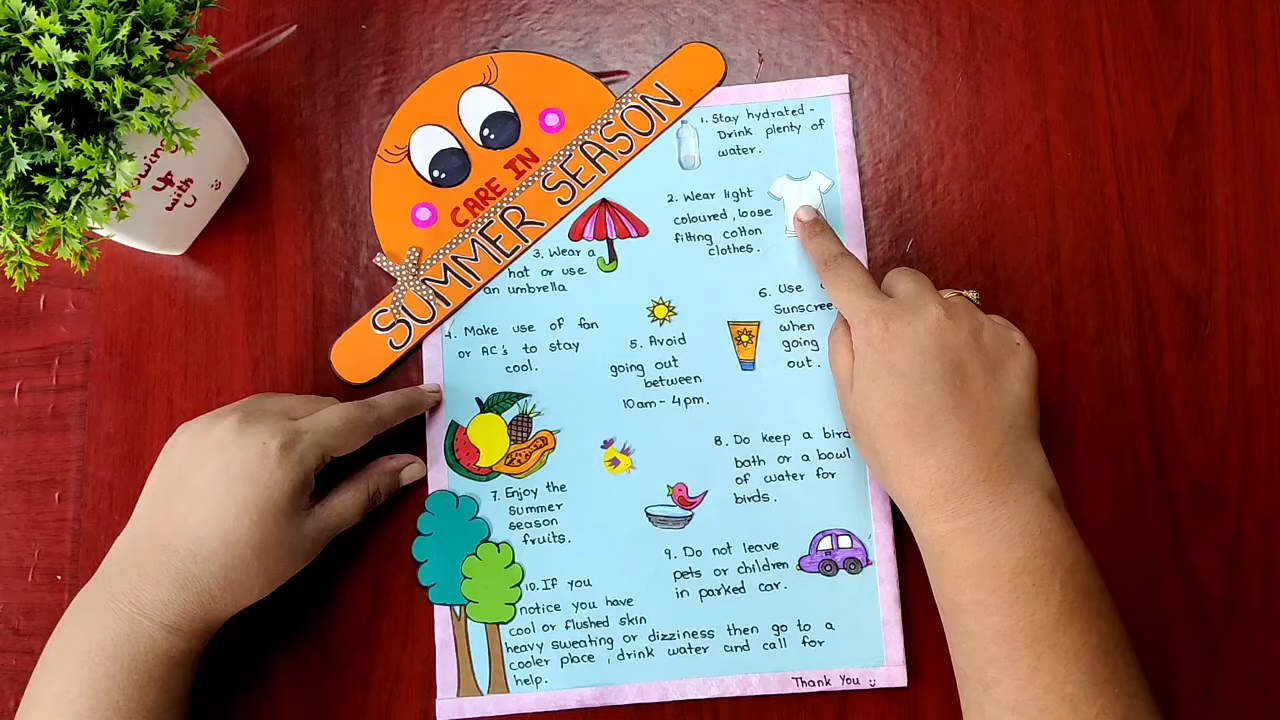 CARE IN
SUMMER SEASON
1. Stay hydrated -
Drink plenty of
water.
2. Wear light
coloured, loose
fitting cotton
clothes.
3. Wear a
hat or use
an umbrella
4. Make use of fan
or AC's to stay
cool.
5. Avoid
going out
between
10am - 4pm.
6. Use
Sunscree
when
going
out.
7. Enjoy the
summer
season
fruits.
8. Do keep a bird
bath or a bowl
of water for
birds.
9. Do not leave
pets or children
in parked car.
10. If you
notice you have
cool or flushed skin
heavy sweating or dizziness then go to a
cooler place, drink water and call for
help.
Thank You
up
with